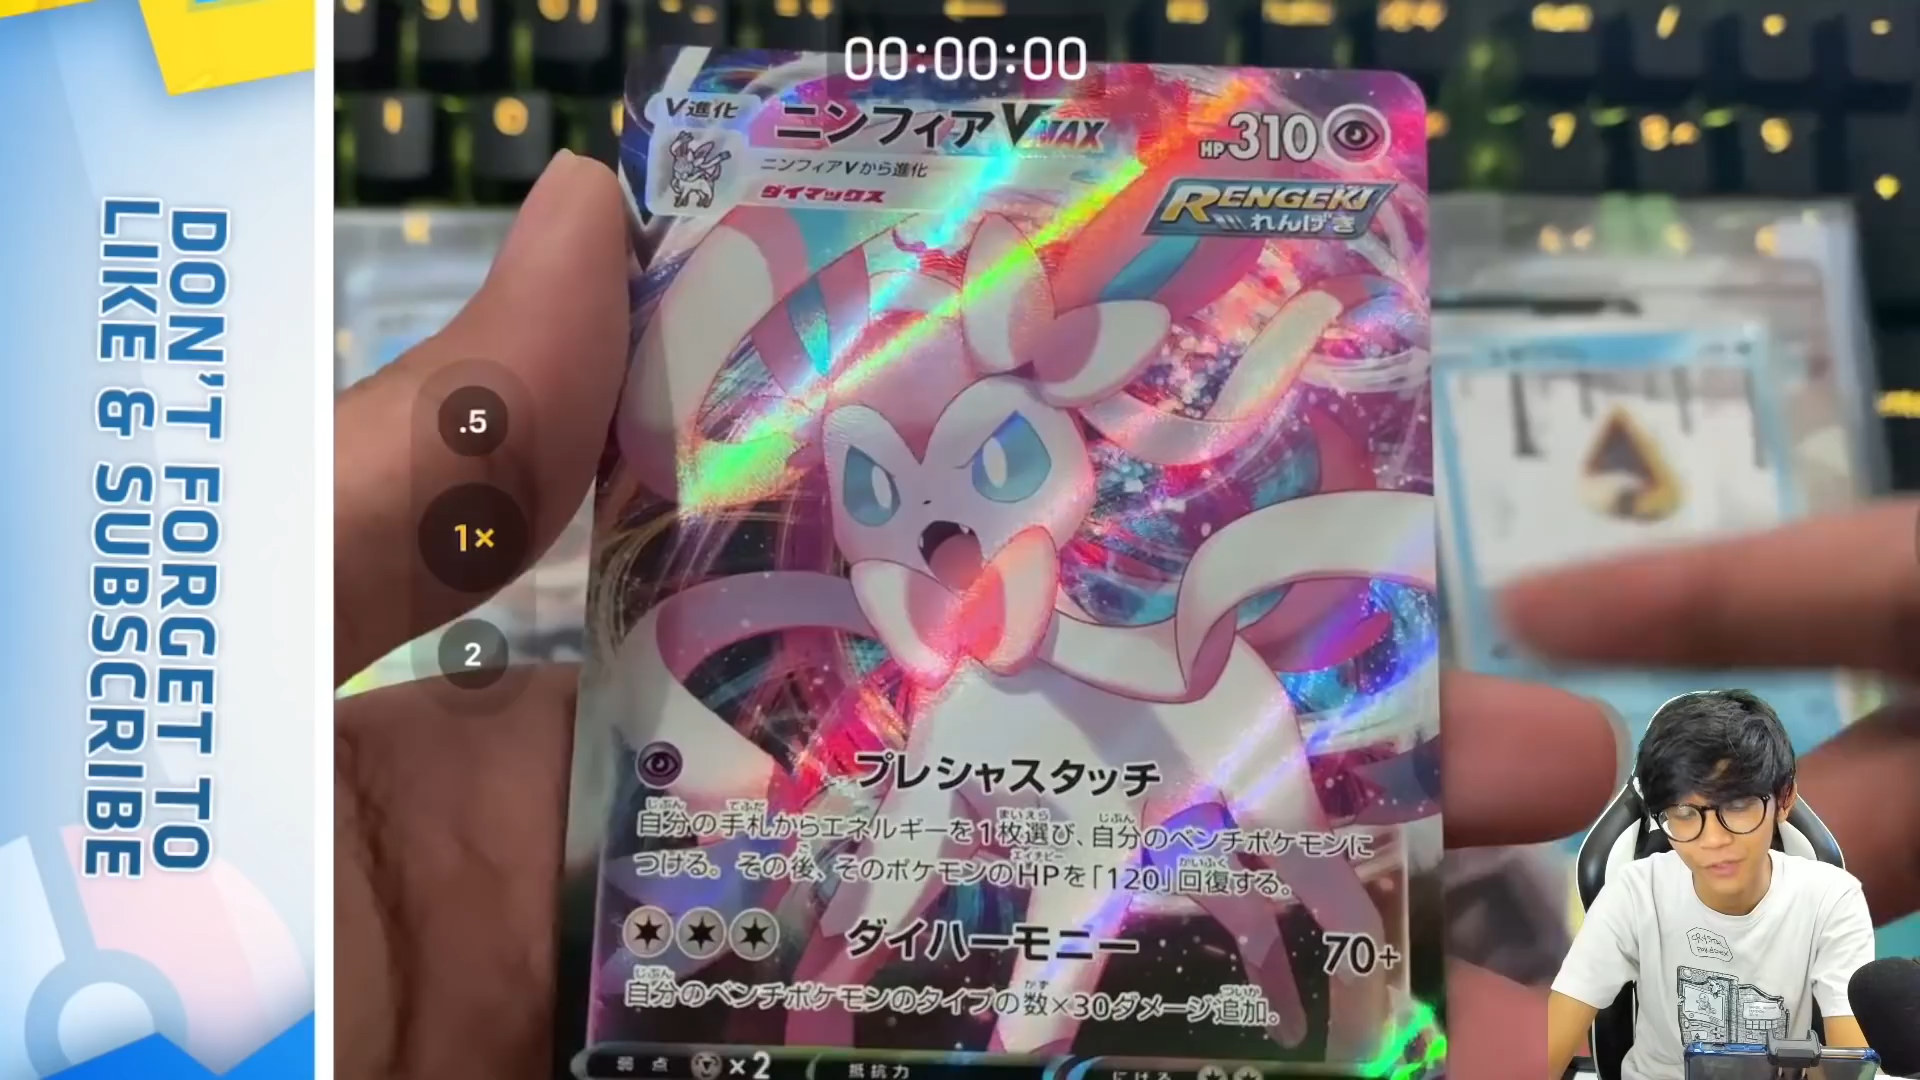 DON'T FORGET TO
LIKE & SUBSCRIBE
00:00:00
V進化
ニンフィアVMAX
HP310
ニンフィアVから進化
ダイマックス
RENGEKI
れんげき
.5
1×
2
プレシャスタッチ
自分の手札からエネルギーを1枚選び、自分のベンチポケモンに
つける。その後、そのポケモンのHPを「120」回復する。
ダイハーモニー 70+
自分のベンチポケモンのタイプの数×30ダメージ追加。
弱点 ×2 抵抗力 にげる